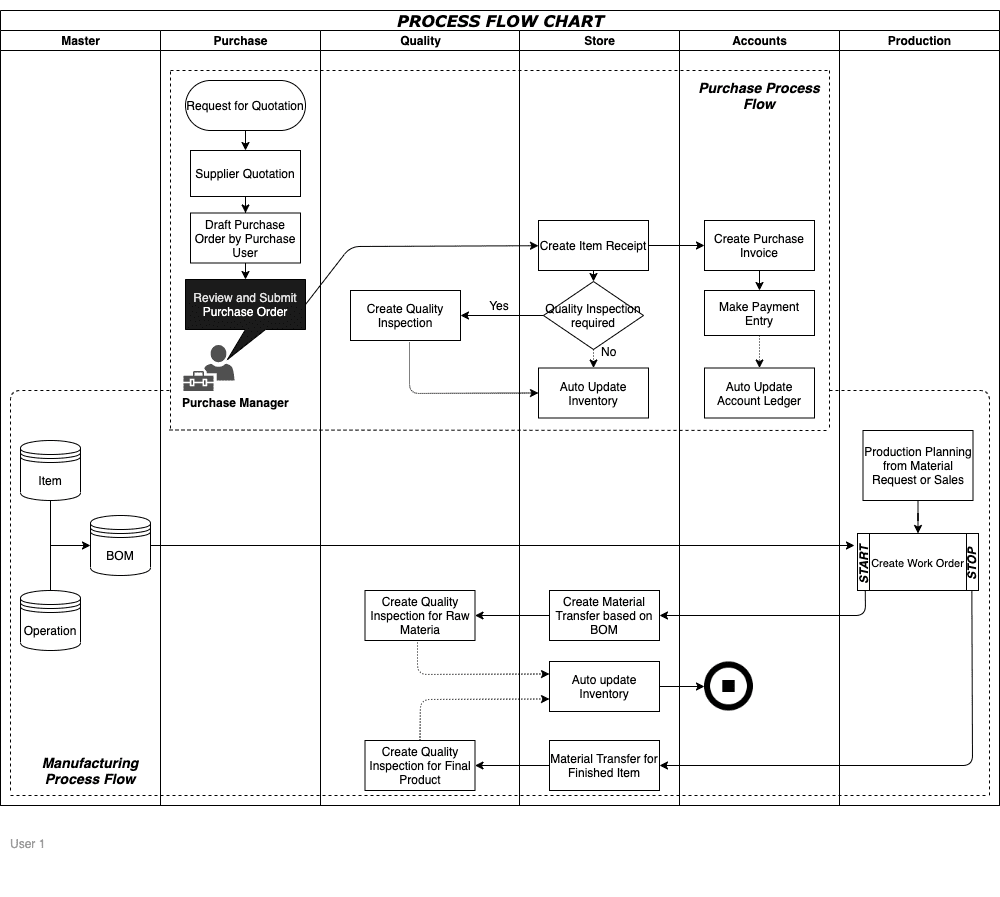 PROCESS FLOW CHART
Master
Purchase
Quality
Store
Accounts
Production
Purchase Process
Flow
Request for Quotation
Supplier Quotation
Draft Purchase
Order by Purchase
User
Review and Submit
Purchase Order
Purchase Manager
Create Item Receipt
Create Purchase
Invoice
Quality Inspection
required
Yes
No
Create Quality
Inspection
Make Payment
Entry
Auto Update
Inventory
Auto Update
Account Ledger
Item
BOM
Operation
Production Planning
from Material
Request or Sales
START
Create Work Order
STOP
Create Quality
Inspection for Raw
Materia
Create Material
Transfer based on
BOM
Auto update
Inventory
Create Quality
Inspection for Final
Product
Material Transfer for
Finished Item
Manufacturing
Process Flow
User 1